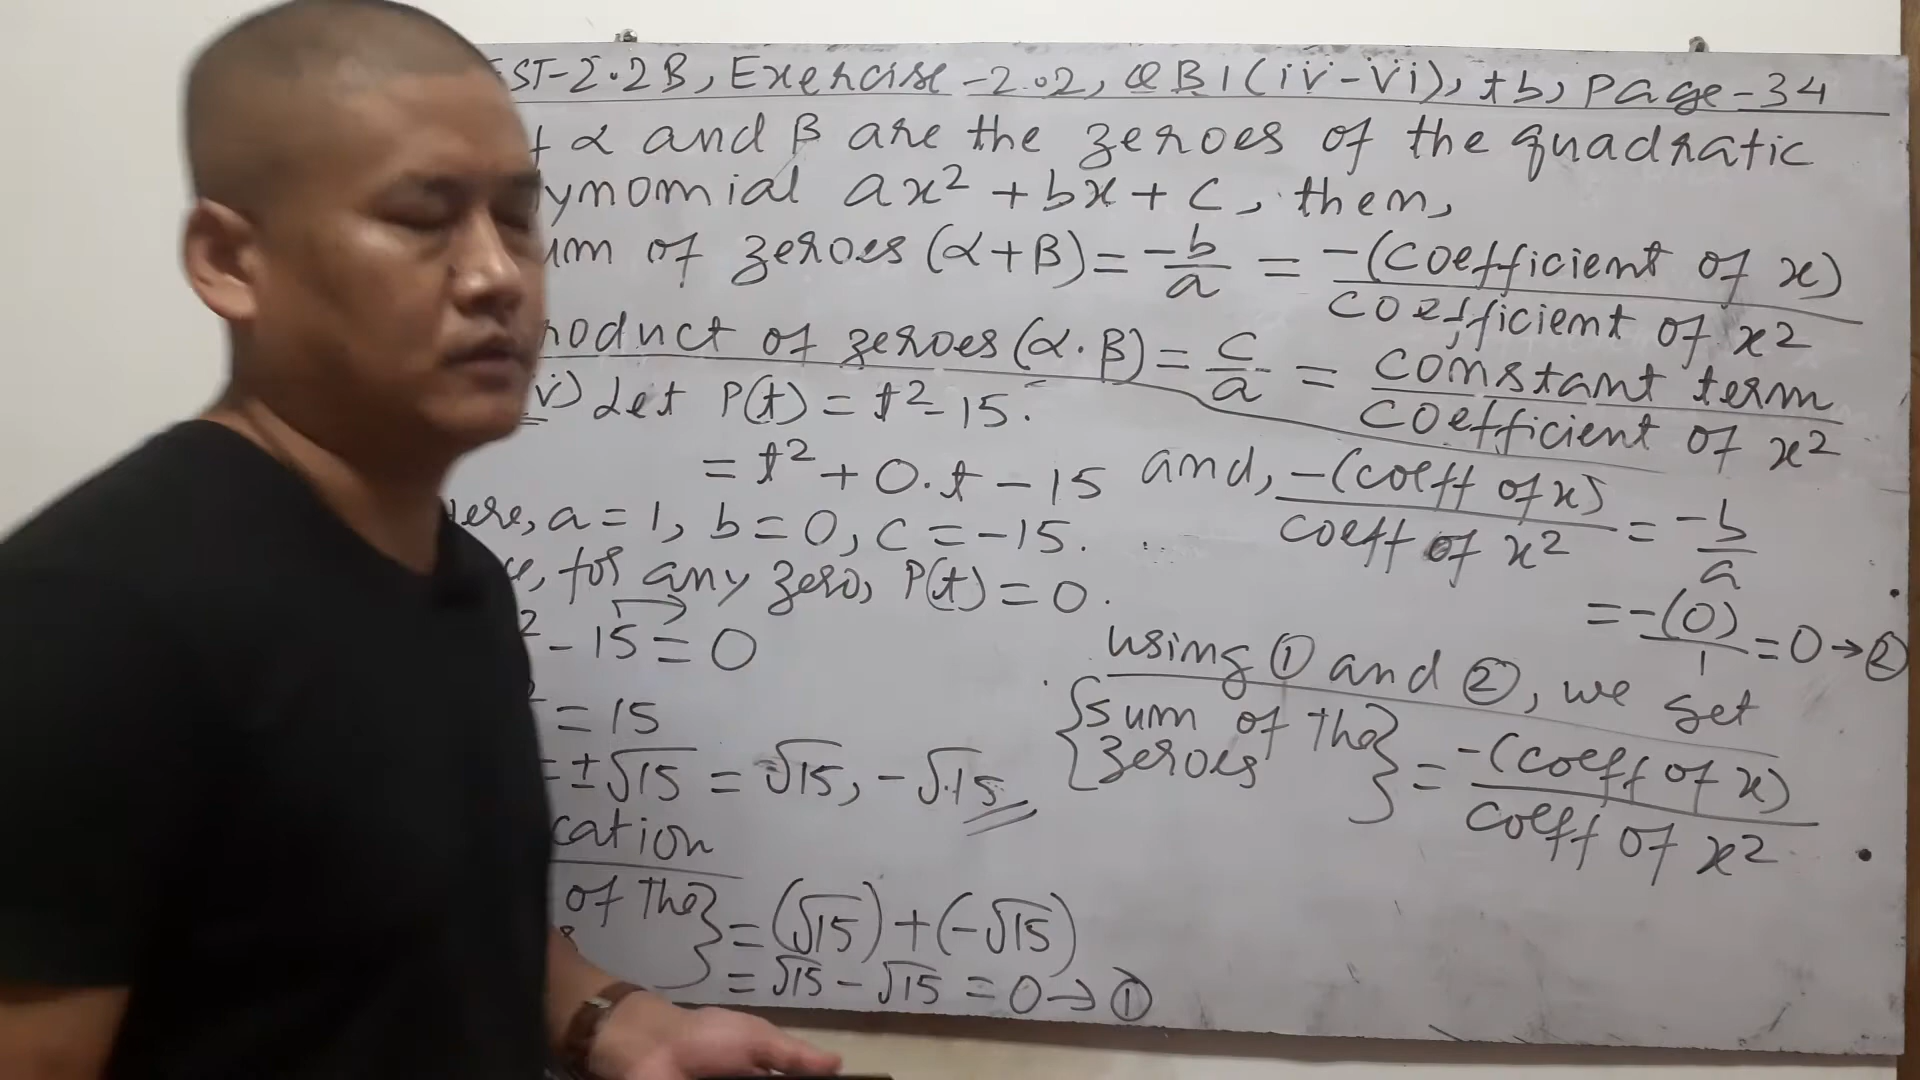 ST-2.2B, Exercise-2.02, QB1(iv-vi), tb, page-34
α and β are the zeroes of the quadratic
ynomial ax² + bx + c, then,
um of zeroes (α+β) = -b/a = -(coefficient of x)/coefficient of x²
roduct of zeroes (α.β) = c/a = constant term/coefficient of x²
v) Let P(t) = t² - 15.
= t² + 0.t - 15
ere, a = 1, b = 0, c = -15.
for any zero, P(t) = 0.
² - 15 = 0
= 15
= ±√15 = √15, -√15
cation
of the } = (√15) + (-√15)
= √15 - √15 = 0 → ①
and, -(coeff of x)/coeff of x² = -b/a
= -(0)/1 = 0 → ②
using ① and ②, we get
{sum of the zeroes} = -(coeff of x)/coeff of x²